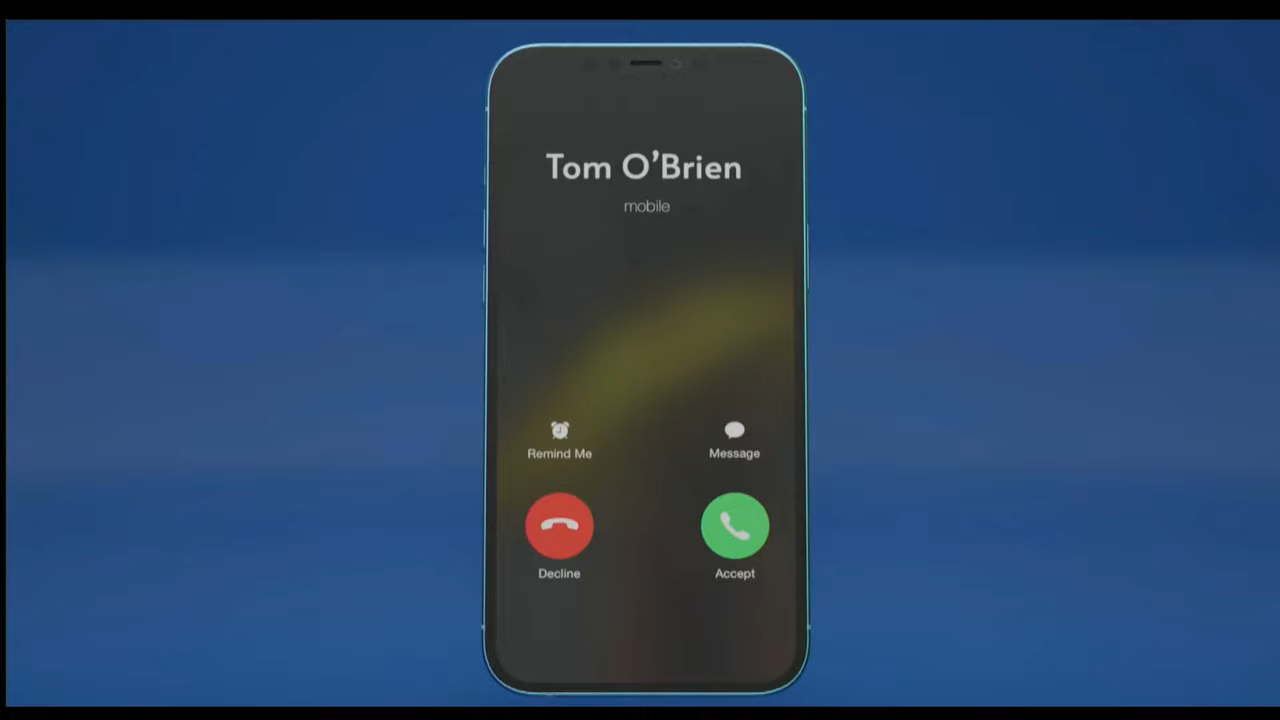 Tom O’Brien
mobile
Remind Me
Message
Decline
Accept